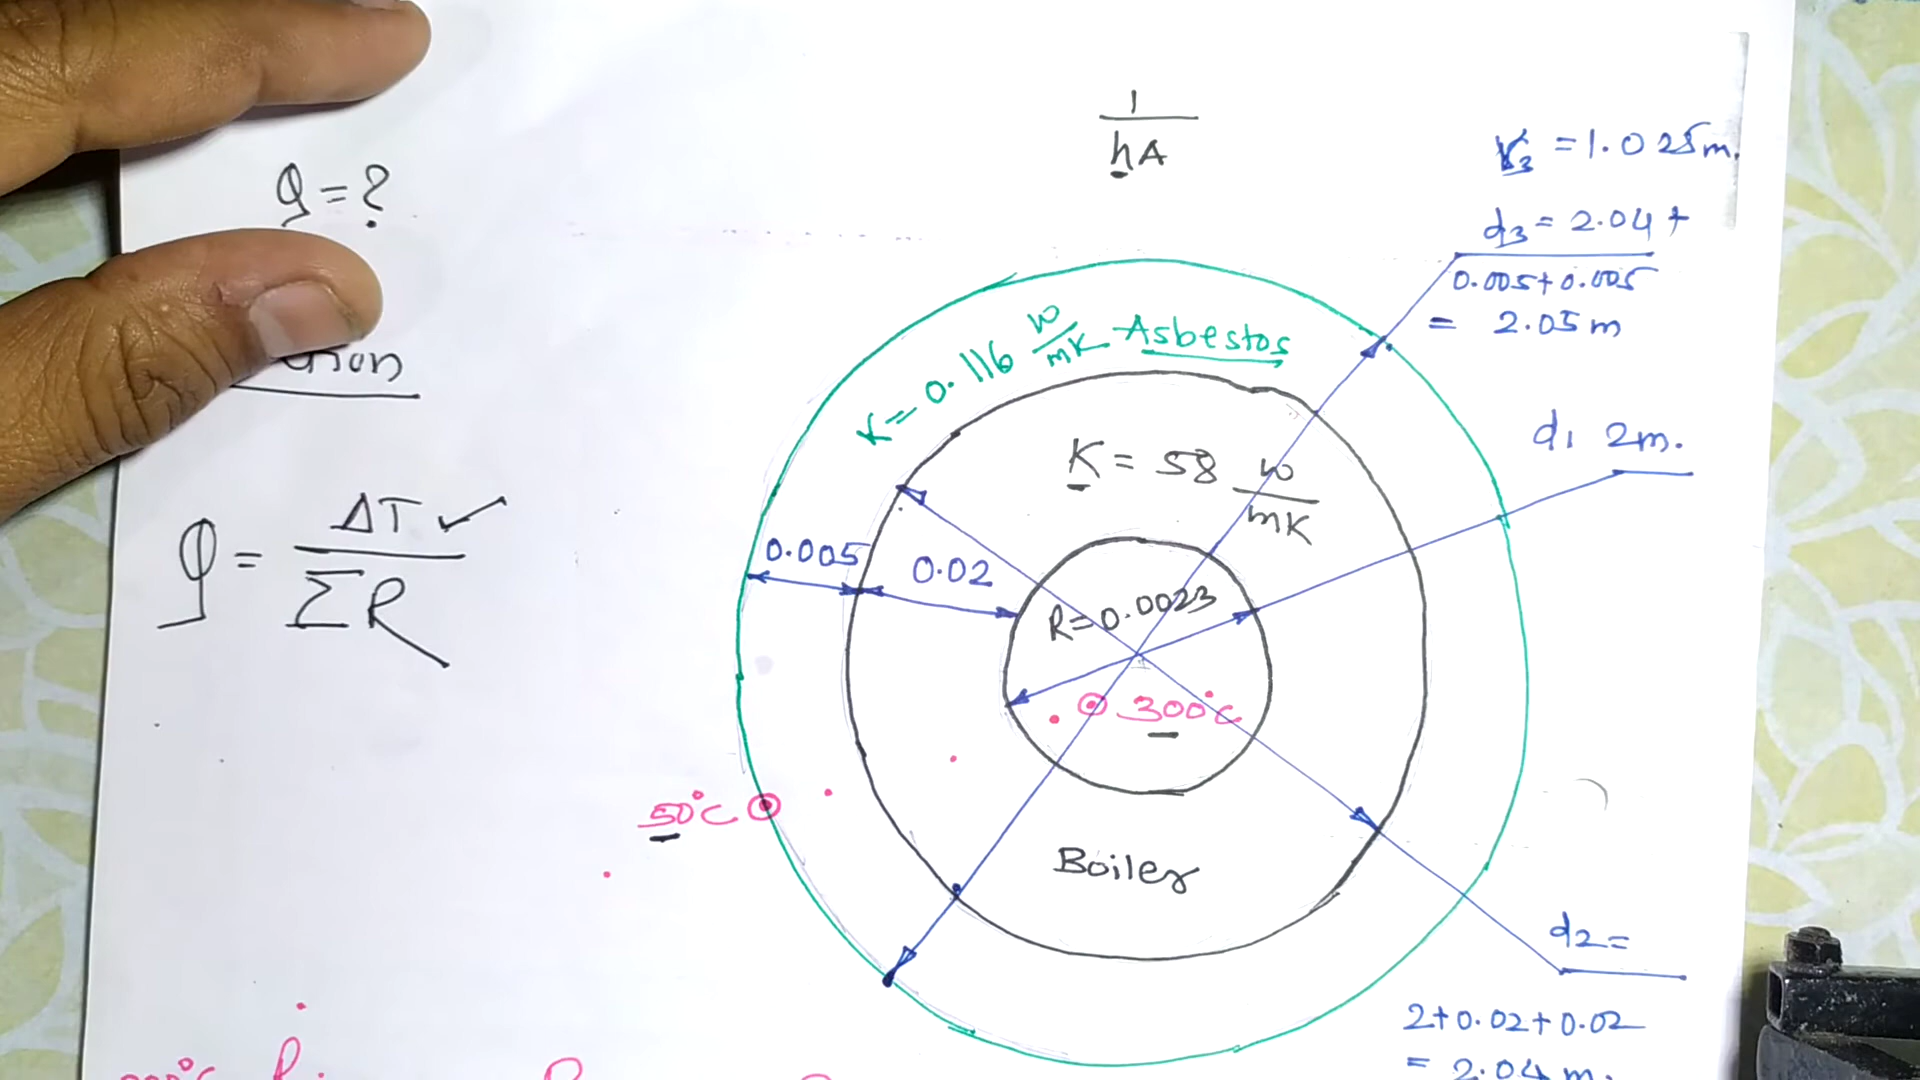 Q = ?
Q = ΔT ✓
ΣR
1
hA
r3 = 1.025m.
d3 = 2.04 +
0.005+0.005
= 2.05 m
K = 0.116 w/mK Asbestos
d1 2m.
K = 58 w/mK
0.005
0.02
R=0.0023
300°C
50°C
Boiler
d2=
2+0.02+0.02
= 2.04 m.